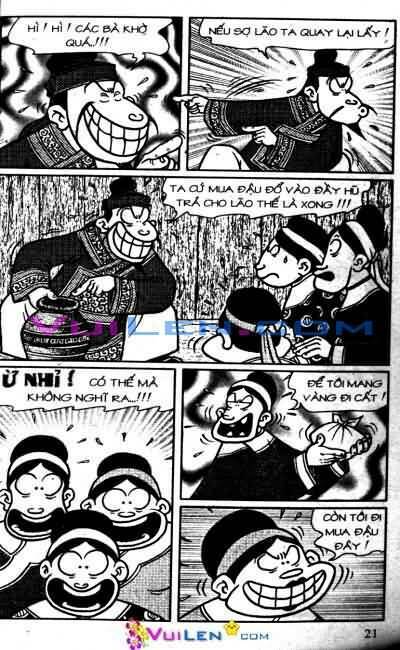 HÌ! HÌ! CÁC BÀ KHỜ
QUÁ..!!!
NẾU SỢ LÃO TA QUAY LẠI LẤY!
TA CỨ MUA ĐẬU ĐỔ VÀO ĐẦY HŨ
TRẢ CHO LÃO THẾ LÀ XONG!!!
VUILEN.COM
Ừ NHỈ!
CÓ THẾ MÀ
KHÔNG NGHĨ RA...!!!
ĐỂ TÔI MANG
VÀNG ĐI CẤT!
CÒN TÔI ĐI
MUA ĐẬU
ĐÂY!
21
VUILEN.COM